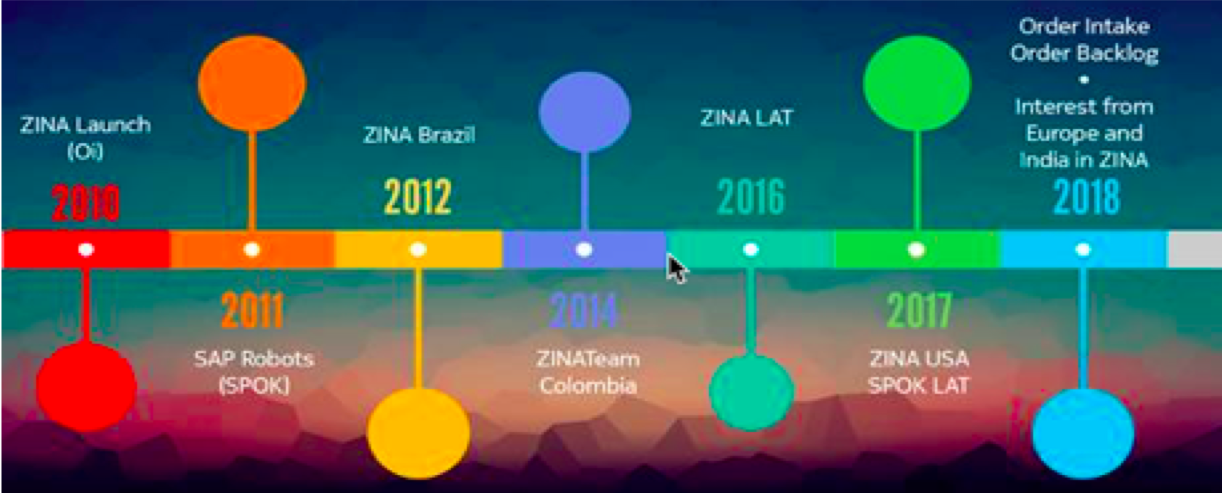 ZINA Launch
(Oi)
2010
2011
SAP Robots
(SPOK)
ZINA Brazil
2012
2014
ZINATeam
Colombia
ZINA LAT
2016
2017
ZINA USA
SPOK LAT
Order Intake
Order Backlog
•
Interest from
Europe and
India in ZINA
2018